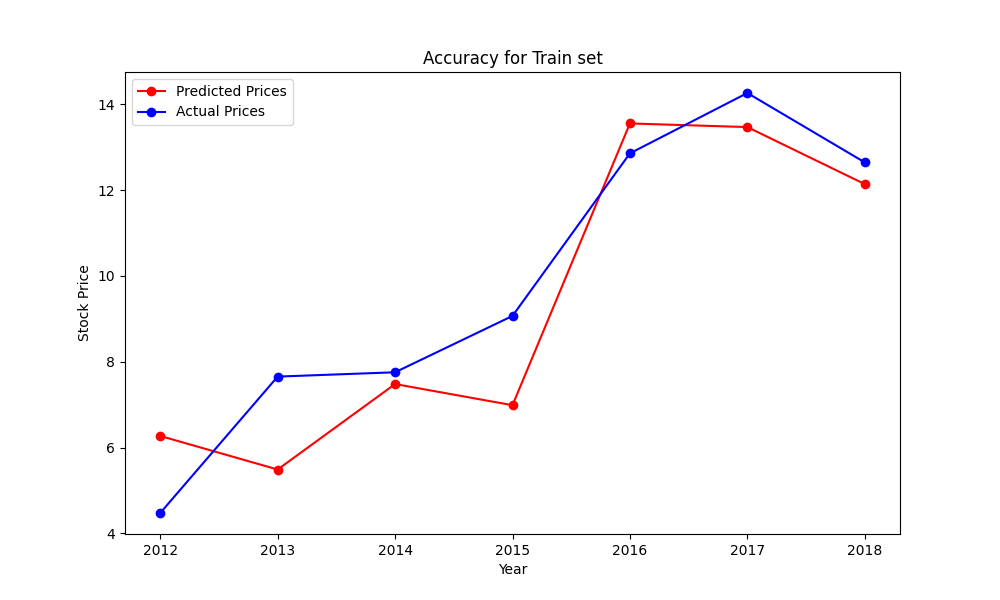 Accuracy for Train set
Predicted Prices
Actual Prices
14
12
10
8
6
4
Stock Price
2012 2013 2014 2015 2016 2017 2018
Year